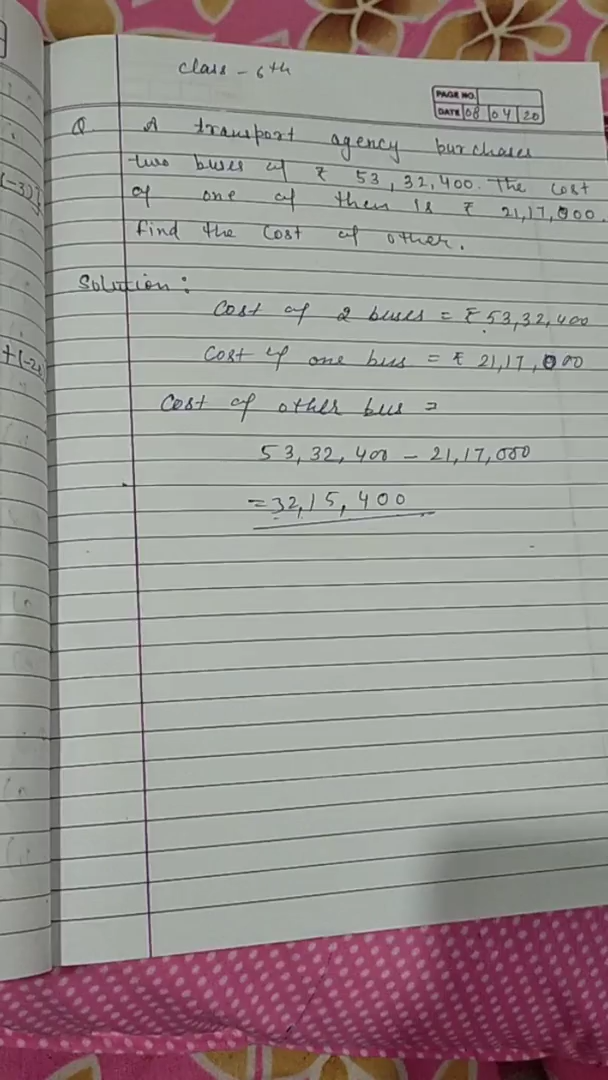 Class - 6th
PAGE NO.
DATE 08 04 20
Q. A transport agency purchases
two buses of ₹ 53,32,400. The cost
of one of them is ₹ 21,17,000.
find the cost of other.
Solution:
Cost of 2 buses = ₹ 53,32,400
Cost of one bus = ₹ 21,17,000
Cost of other bus =
53,32,400 - 21,17,000
= 32,15,400
(-3)}
+(-2